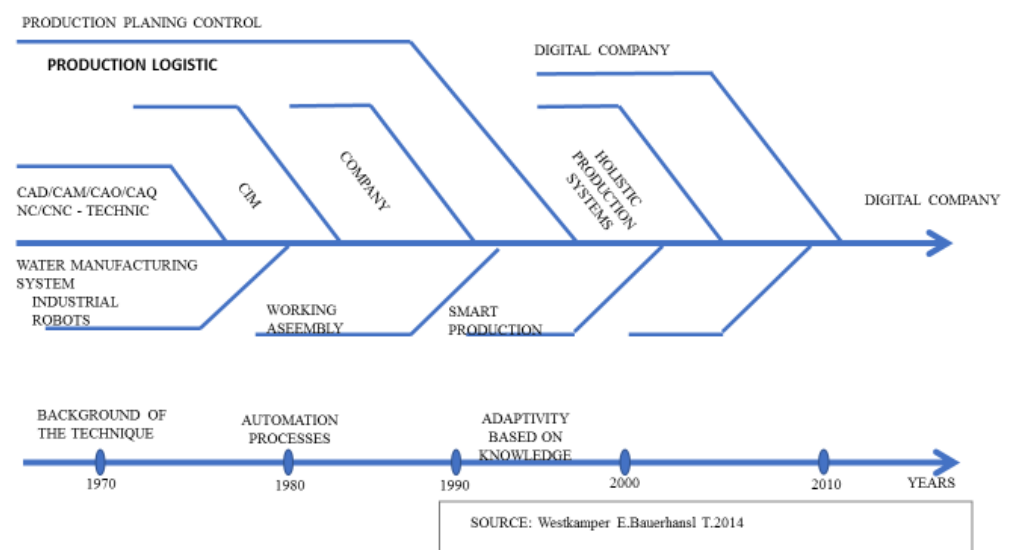 PRODUCTION PLANING CONTROL
PRODUCTION LOGISTIC
DIGITAL COMPANY
CAD/CAM/CAO/CAQ
NC/CNC - TECHNIC
CIM
COMPANY
HOLISTIC
PRODUCTION
SYSTEMS
DIGITAL COMPANY
WATER MANUFACTURING
SYSTEM
INDUSTRIAL
ROBOTS
WORKING
ASEEMBLY
SMART
PRODUCTION
BACKGROUND OF
THE TECHNIQUE
AUTOMATION
PROCESSES
ADAPTIVITY
BASED ON
KNOWLEDGE
1970
1980
1990
2000
2010
YEARS
SOURCE: Westkamper E.Bauerhansl T.2014